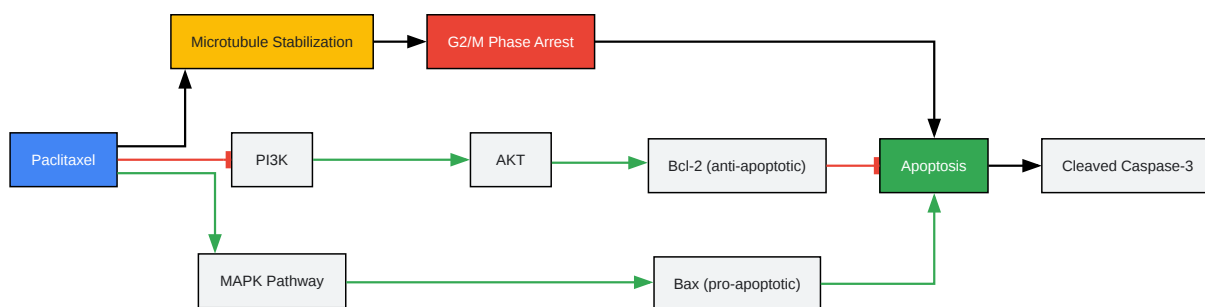 Microtubule Stabilization
G2/M Phase Arrest
Paclitaxel
PI3K
AKT
Bcl-2 (anti-apoptotic)
Apoptosis
Cleaved Caspase-3
MAPK Pathway
Bax (pro-apoptotic)